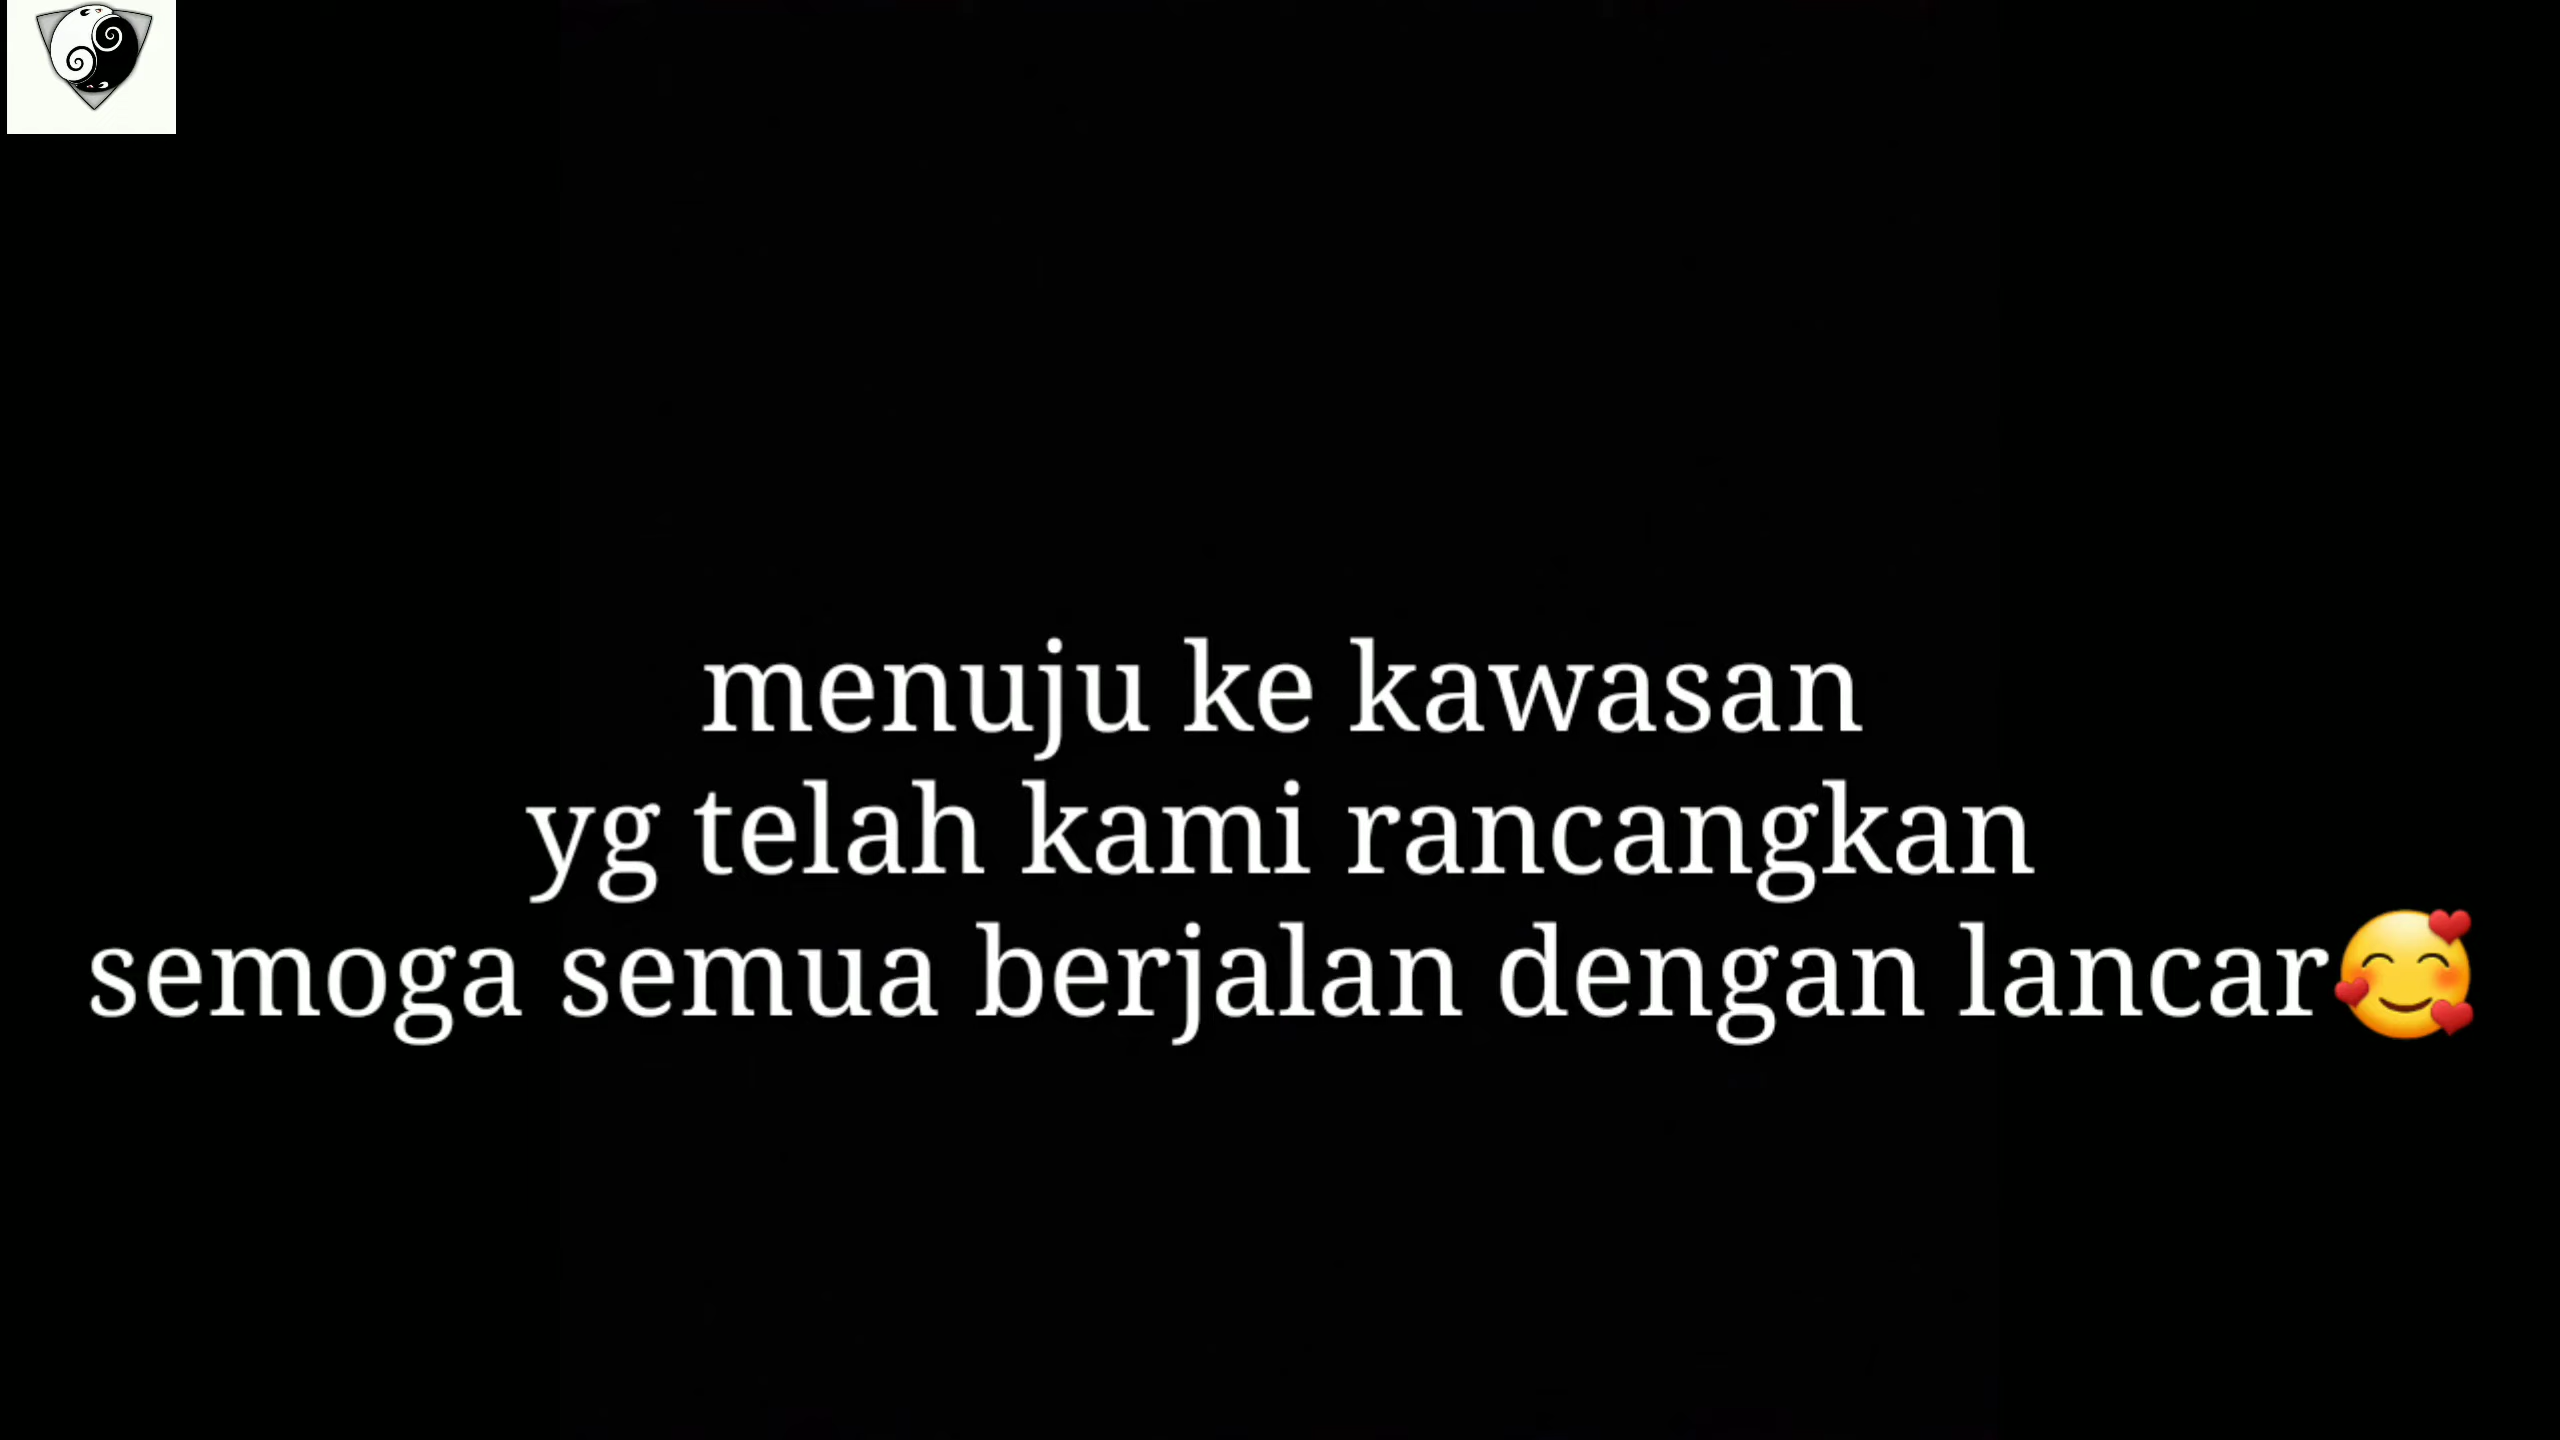 menuju ke kawasan
yg telah kami rancangkan
semoga semua berjalan dengan lancar🥰